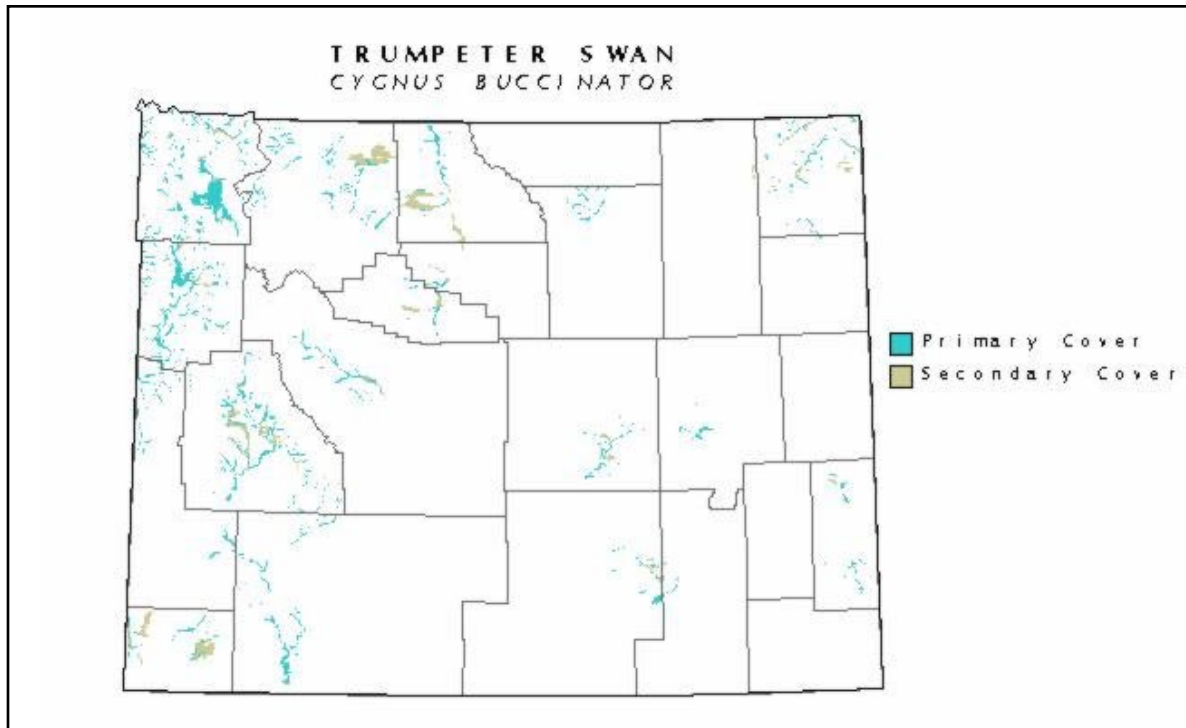 TRUMPETER SWAN
CYGNUS BUCCINATOR
Primary Cover
Secondary Cover